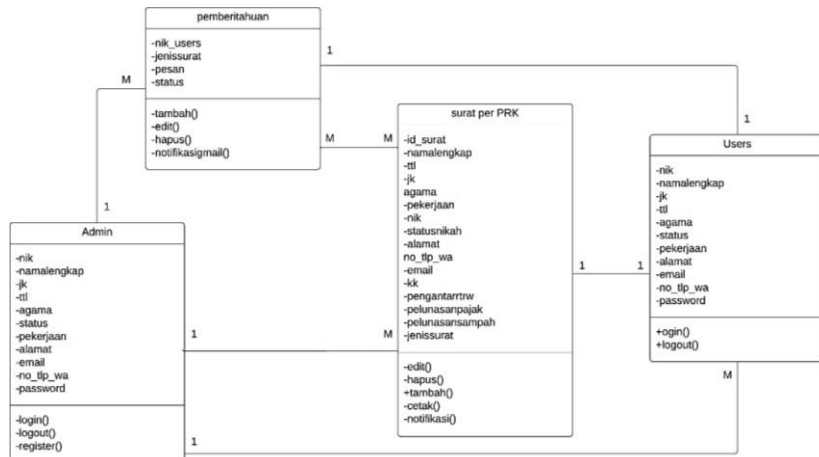 pemberitahuan
-nik_users
-jenissurat
-pesan
-status
-tambah()
-edit()
-hapus()
-notifikasigmail()
1
M
M
M
surat per PRK
-id_surat
-namalengkap
-ttl
-jk
agama
-pekerjaan
-nik
-statusnikah
-alamat
no_tlp_wa
-email
-kk
-pengantarrtrw
-pelunasanpajak
-pelunasansampah
-jenissurat
-edit()
-hapus()
+tambah()
-cetak()
-notifikasi()
1
Users
-nik
-namalengkap
-jk
-ttl
-agama
-status
-pekerjaan
-alamat
-email
-no_tlp_wa
-password
+ogin()
+logout()
1
1
1
Admin
-nik
-namalengkap
-jk
-ttl
-agama
-status
-pekerjaan
-alamat
-email
-no_tlp_wa
-password
-login()
-logout()
-register()
1
M
1
M